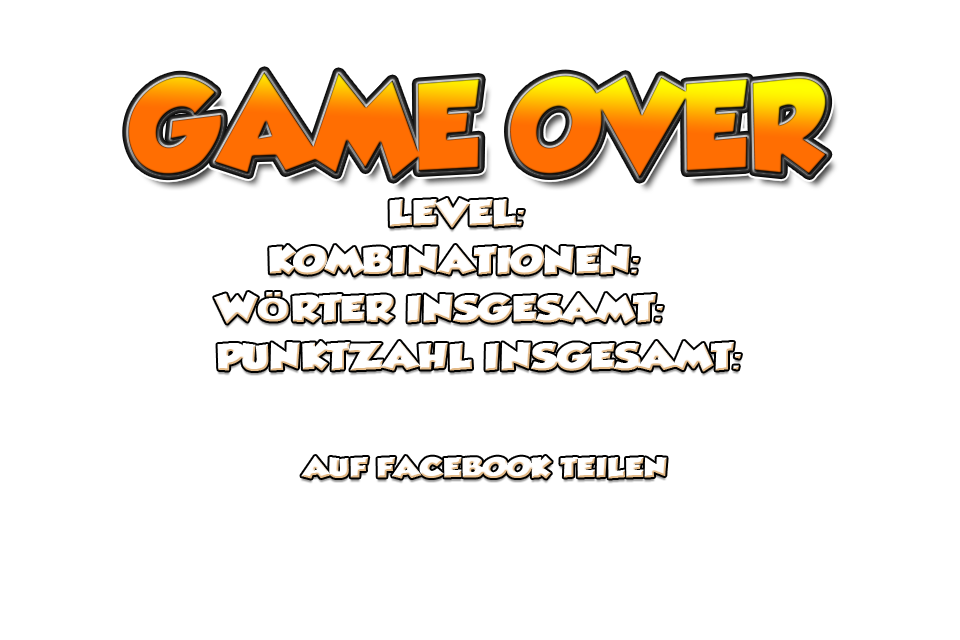 GAME OVER
LEVEL:
KOMBINATIONEN:
WÖRTER INSGESAMT:
PUNKTZAHL INSGESAMT:
AUF FACEBOOK TEILEN